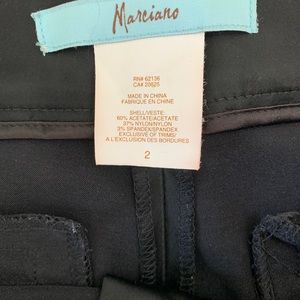 Marciano
RN# 62136
CA# 20625
MADE IN CHINA
FABRIQUE EN CHINE
SHELL/VESTE:
60% ACETATE/ACETATE
37% NYLON/NYLON
3% SPANDEX/SPANDEX
EXCLUSIVE OF TRIMS/
A L'EXCLUSION DES BORDURES
2